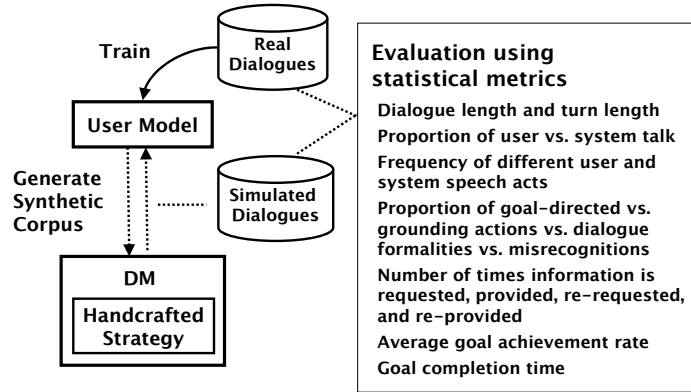 Train
Real
Dialogues
User Model
Generate
Synthetic
Corpus
Simulated
Dialogues
DM
Handcrafted
Strategy
Evaluation using
statistical metrics
Dialogue length and turn length
Proportion of user vs. system talk
Frequency of different user and
system speech acts
Proportion of goal-directed vs.
grounding actions vs. dialogue
formalities vs. misrecognitions
Number of times information is
requested, provided, re-requested,
and re-provided
Average goal achievement rate
Goal completion time